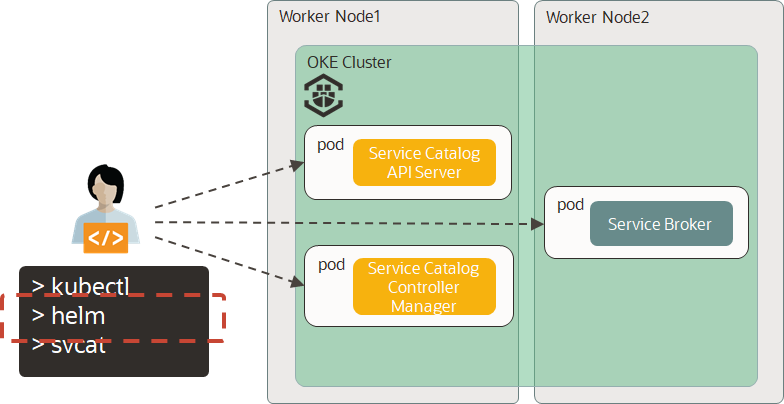 Worker Node1
Worker Node2
OKE Cluster
pod
Service Catalog
API Server
pod
Service Broker
pod
Service Catalog
Controller
Manager
</>
> kubectl
> helm
> svcat